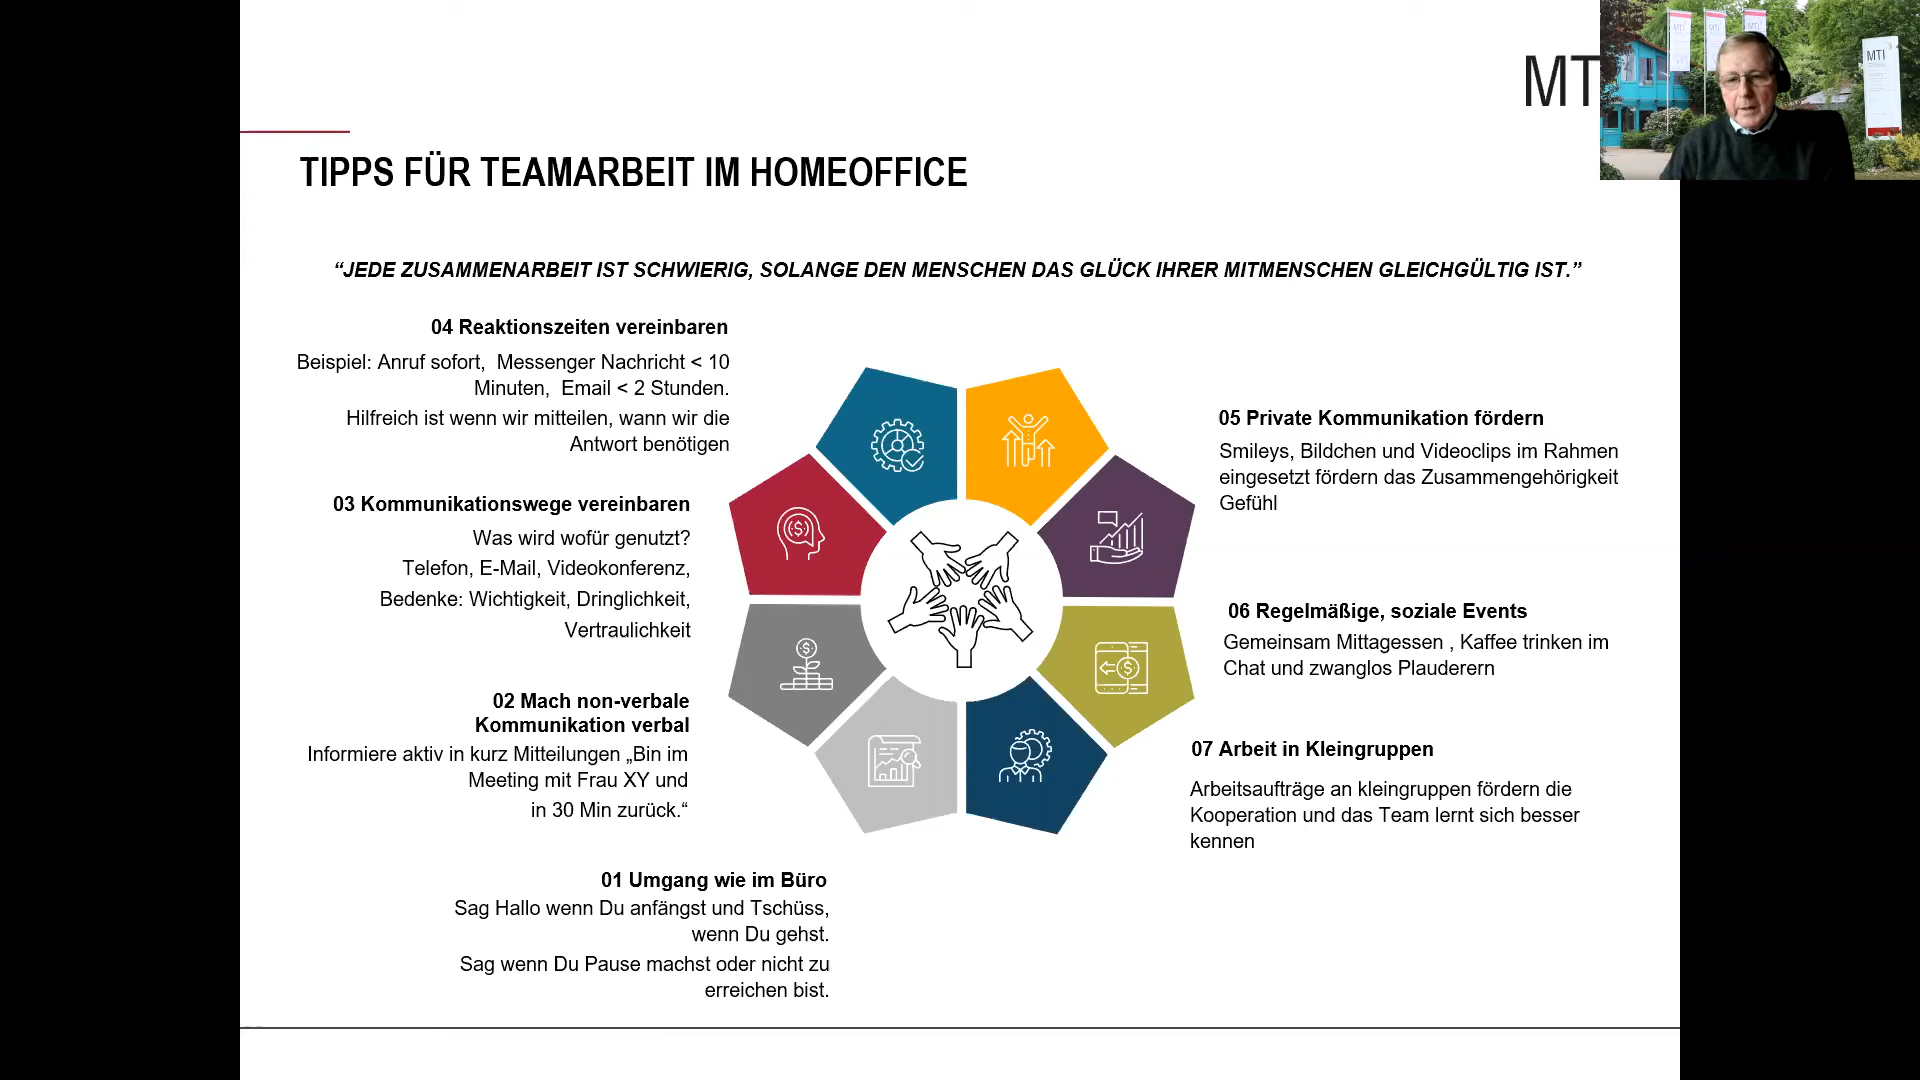 MTI
MTI
MTI
MTI
MT
TIPPS FÜR TEAMARBEIT IM HOMEOFFICE
“JEDE ZUSAMMENARBEIT IST SCHWIERIG, SOLANGE DEN MENSCHEN DAS GLÜCK IHRER MITMENSCHEN GLEICHGÜLTIG IST.”
04 Reaktionszeiten vereinbaren
Beispiel: Anruf sofort, Messenger Nachricht < 10
Minuten, Email < 2 Stunden.
Hilfreich ist wenn wir mitteilen, wann wir die
Antwort benötigen
03 Kommunikationswege vereinbaren
Was wird wofür genutzt?
Telefon, E-Mail, Videokonferenz,
Bedenke: Wichtigkeit, Dringlichkeit,
Vertraulichkeit
02 Mach non-verbale
Kommunikation verbal
Informiere aktiv in kurz Mitteilungen „Bin im
Meeting mit Frau XY und
in 30 Min zurück.“
01 Umgang wie im Büro
Sag Hallo wenn Du anfängst und Tschüss,
wenn Du gehst.
Sag wenn Du Pause machst oder nicht zu
erreichen bist.
05 Private Kommunikation fördern
Smileys, Bildchen und Videoclips im Rahmen
eingesetzt fördern das Zusammengehörigkeit
Gefühl
06 Regelmäßige, soziale Events
Gemeinsam Mittagessen , Kaffee trinken im
Chat und zwanglos Plauderern
07 Arbeit in Kleingruppen
Arbeitsaufträge an kleingruppen fördern die
Kooperation und das Team lernt sich besser
kennen